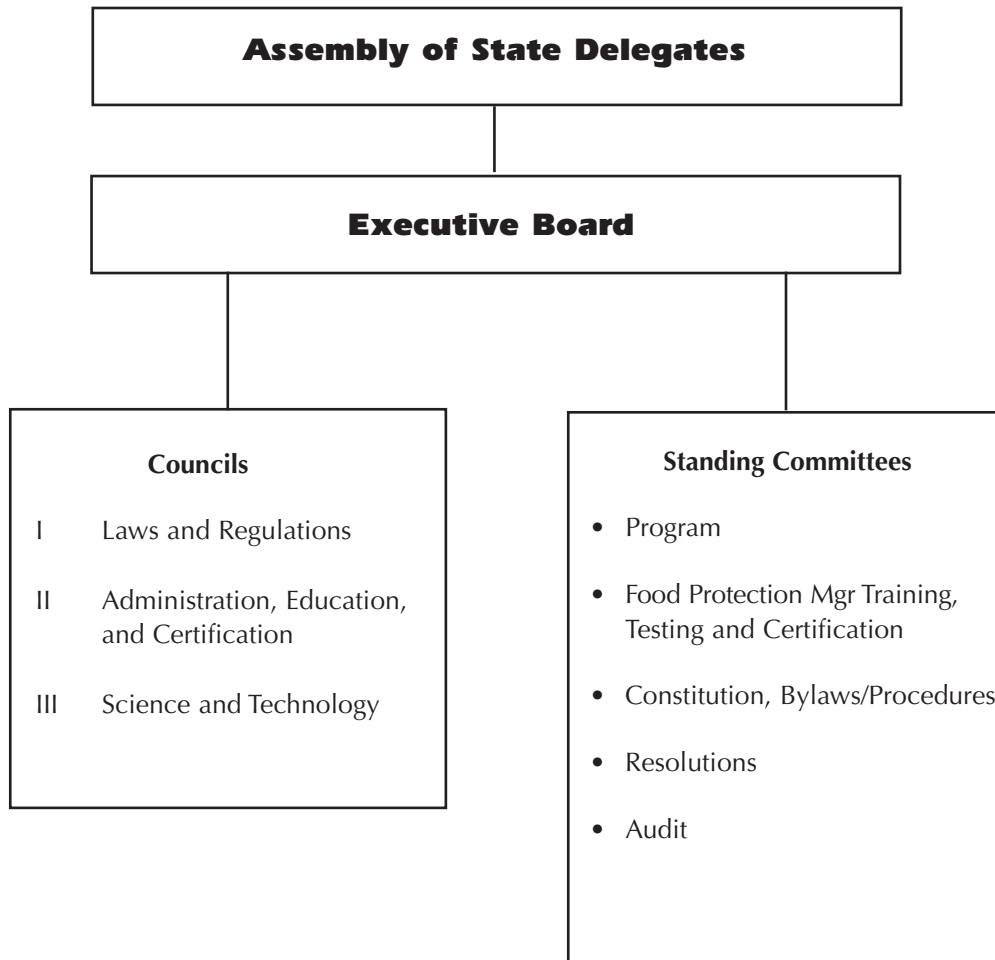 Assembly of State Delegates
Executive Board
Councils
I Laws and Regulations
II Administration, Education,
and Certification
III Science and Technology
Standing Committees
• Program
• Food Protection Mgr Training,
Testing and Certification
• Constitution, Bylaws/Procedures
• Resolutions
• Audit